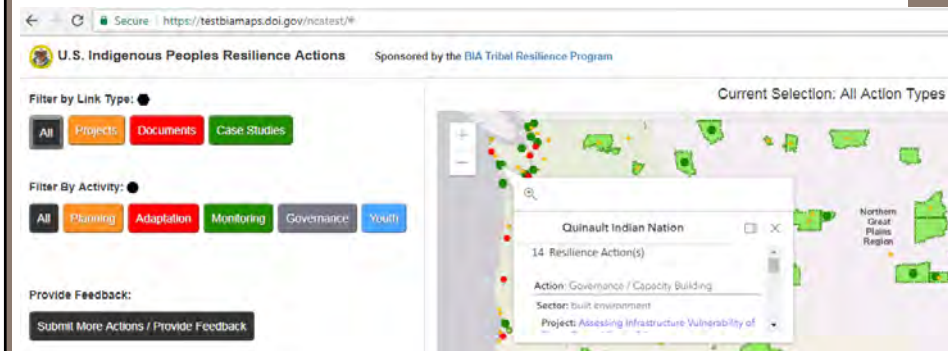 Secure https://testbiamaps.doi.gov/ncatest/#
U.S. Indigenous Peoples Resilience Actions Sponsored by the BIA Tribal Resilience Program
Filter by Link Type:
All Projects Documents Case Studies
Filter By Activity:
All Planning Adaptation Monitoring Governance Youth
Provide Feedback:
Submit More Actions / Provide Feedback
Current Selection: All Action Types
+
−
Quinault Indian Nation
14 Resilience Action(s)
Action: Governance / Capacity Building
Sector: built environment
Project: Assessing Infrastructure Vulnerability of
Northern
Great
Plains
Region